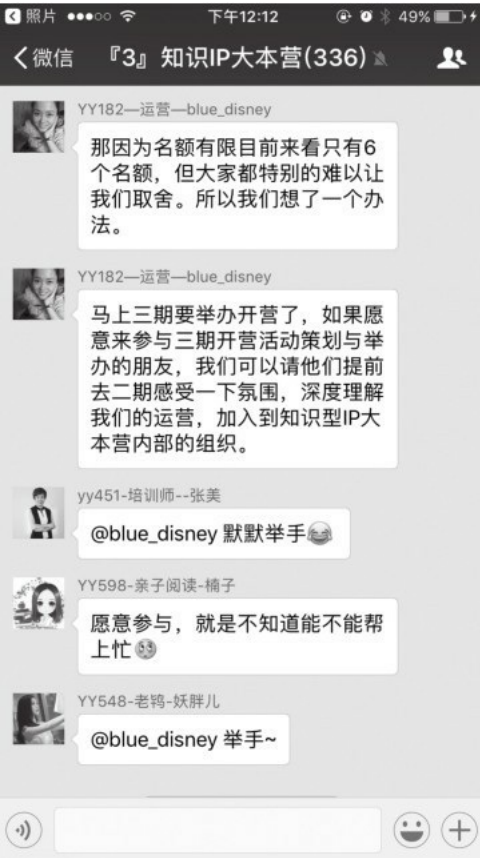 照片
下午12:12
49%
微信
『3』知识IP大本营(336)
YY182—运营—blue_disney
那因为名额有限目前来看只有6
个名额，但大家都特别的难以让
我们取舍。所以我们想了一个办
法。
YY182—运营—blue_disney
马上三期要举办开营了，如果愿
意来参与三期开营活动策划与举
办的朋友，我们可以请他们提前
去二期感受一下氛围，深度理解
我们的运营，加入到知识型IP大
本营内部的组织。
yy451-培训师--张美
@blue_disney 默默举手😂
YY598-亲子阅读-楠子
愿意参与，就是不知道能不能帮
上忙
YY548-老鸨-妖胖儿
@blue_disney 举手~